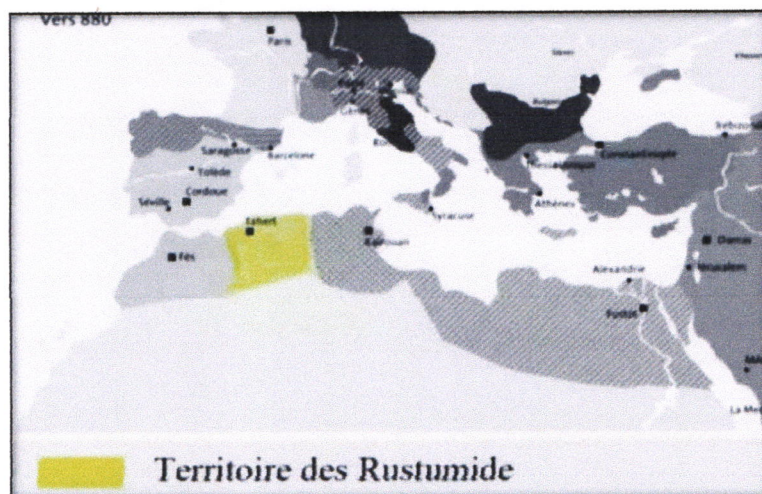 Vers 880
Paris
Saragosse
Barcelone
Tolède
Cordoue
Séville
Tahert
Fès
Kairouan
Syracuse
Athènes
Constantinople
Alexandrie
Jérusalem
Damas
Fustat
La Me
Territoire des Rustumide